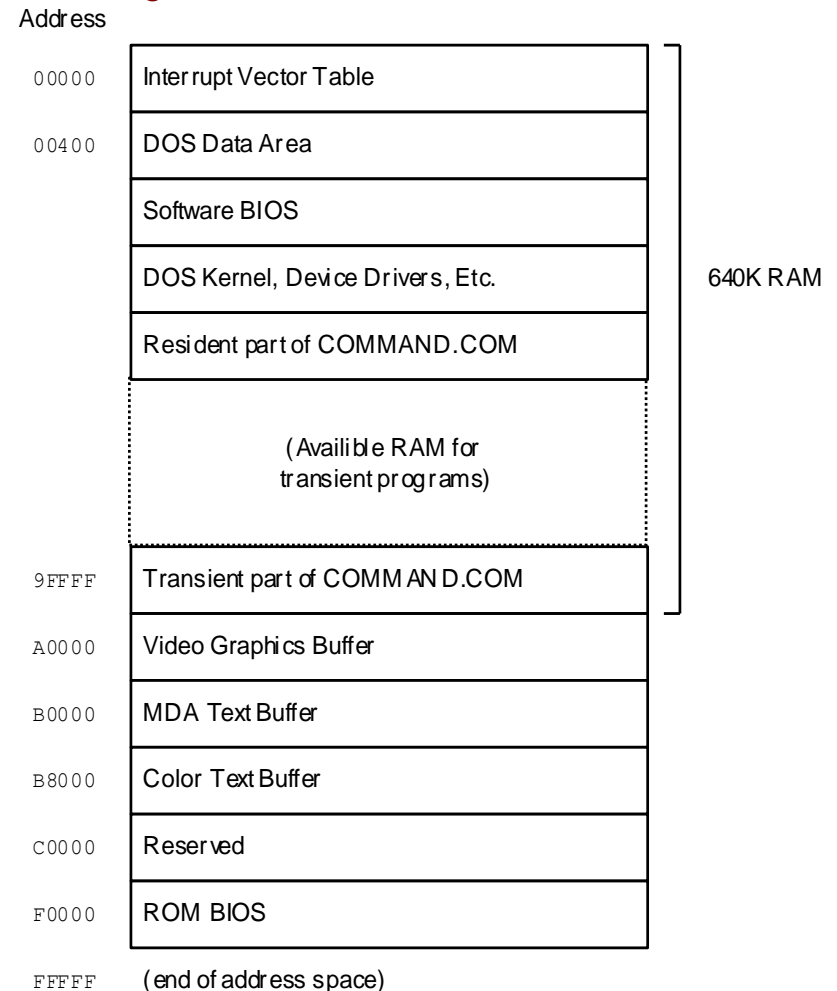 Address
00000 Interrupt Vector Table
00400 DOS Data Area
Software BIOS
DOS Kernel, Device Drivers, Etc.
640K RAM
Resident part of COMMAND.COM
(Availible RAM for
transient programs)
9FFFF Transient part of COMMAND.COM
A0000 Video Graphics Buffer
B0000 MDA Text Buffer
B8000 Color Text Buffer
C0000 Reserved
F0000 ROM BIOS
FFFFF (end of address space)